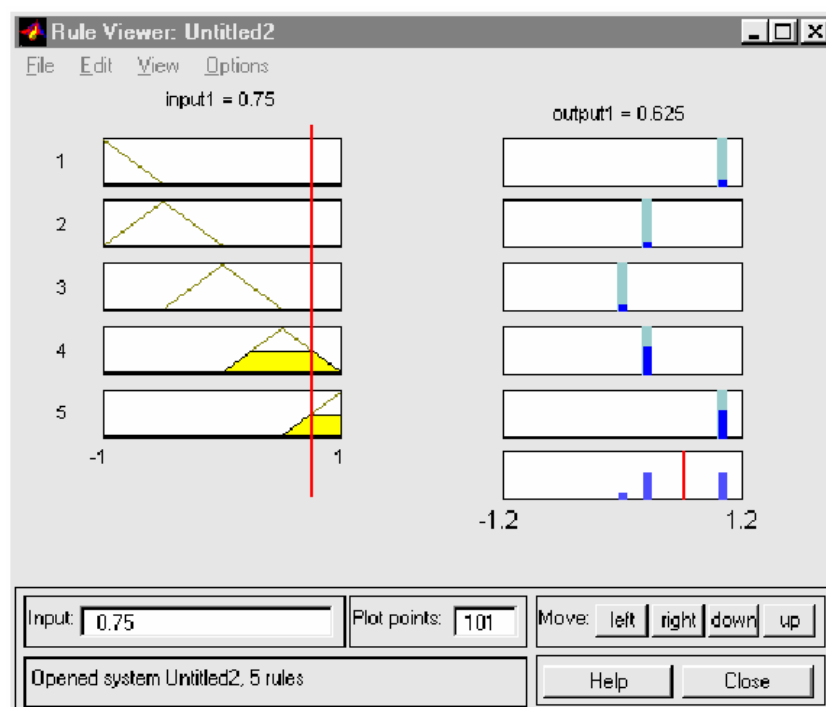 Rule Viewer: Untitled2
File Edit View Options
input1 = 0.75
output1 = 0.625
1
2
3
4
5
-1 1
-1.2 1.2
Input: 0.75
Plot points: 101
Move: left right down up
Opened system Untitled2, 5 rules
Help Close